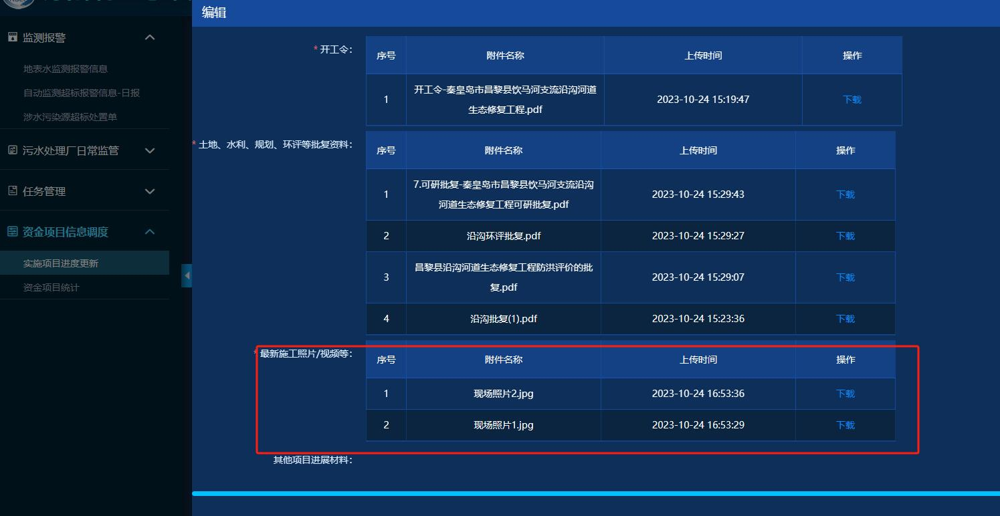 编辑
监测报警
地表水监测报警信息
自动监测超标报警信息-日报
涉水污染源超标处置单
污水处理厂日常监管
任务管理
资金项目信息调度
实施项目进度更新
资金项目统计
* 开工令：
序号 附件名称 上传时间 操作
1 开工令-秦皇岛市昌黎县饮马河支流沿沟河道 2023-10-24 15:19:47 下载
生态修复工程.pdf
* 土地、水利、规划、环评等批复资料：
序号 附件名称 上传时间 操作
1 7.可研批复-秦皇岛市昌黎县饮马河支流沿沟 2023-10-24 15:29:43 下载
河道生态修复工程可研批复.pdf
2 沿沟环评批复.pdf 2023-10-24 15:29:27 下载
3 昌黎县沿沟河道生态修复工程防洪评价的批 2023-10-24 15:29:07 下载
复.pdf
4 沿沟批复(1).pdf 2023-10-24 15:23:36 下载
* 最新施工照片/视频等：
序号 附件名称 上传时间 操作
1 现场照片2.jpg 2023-10-24 16:53:36 下载
2 现场照片1.jpg 2023-10-24 16:53:29 下载
其他项目进展材料：